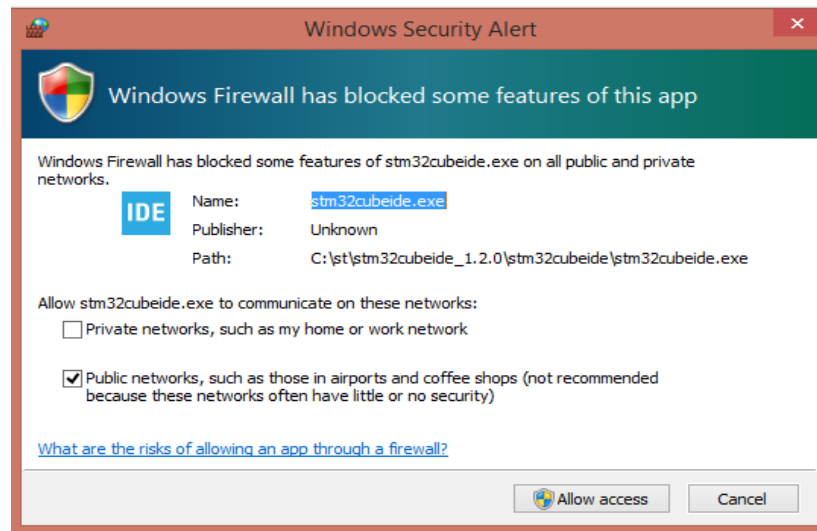 Windows Security Alert
Windows Firewall has blocked some features of this app
Windows Firewall has blocked some features of stm32cubeide.exe on all public and private
networks.
IDE
Name: stm32cubeide.exe
Publisher: Unknown
Path: C:\st\stm32cubeide_1.2.0\stm32cubeide\stm32cubeide.exe
Allow stm32cubeide.exe to communicate on these networks:
Private networks, such as my home or work network
Public networks, such as those in airports and coffee shops (not recommended
because these networks often have little or no security)
What are the risks of allowing an app through a firewall?
Allow access Cancel